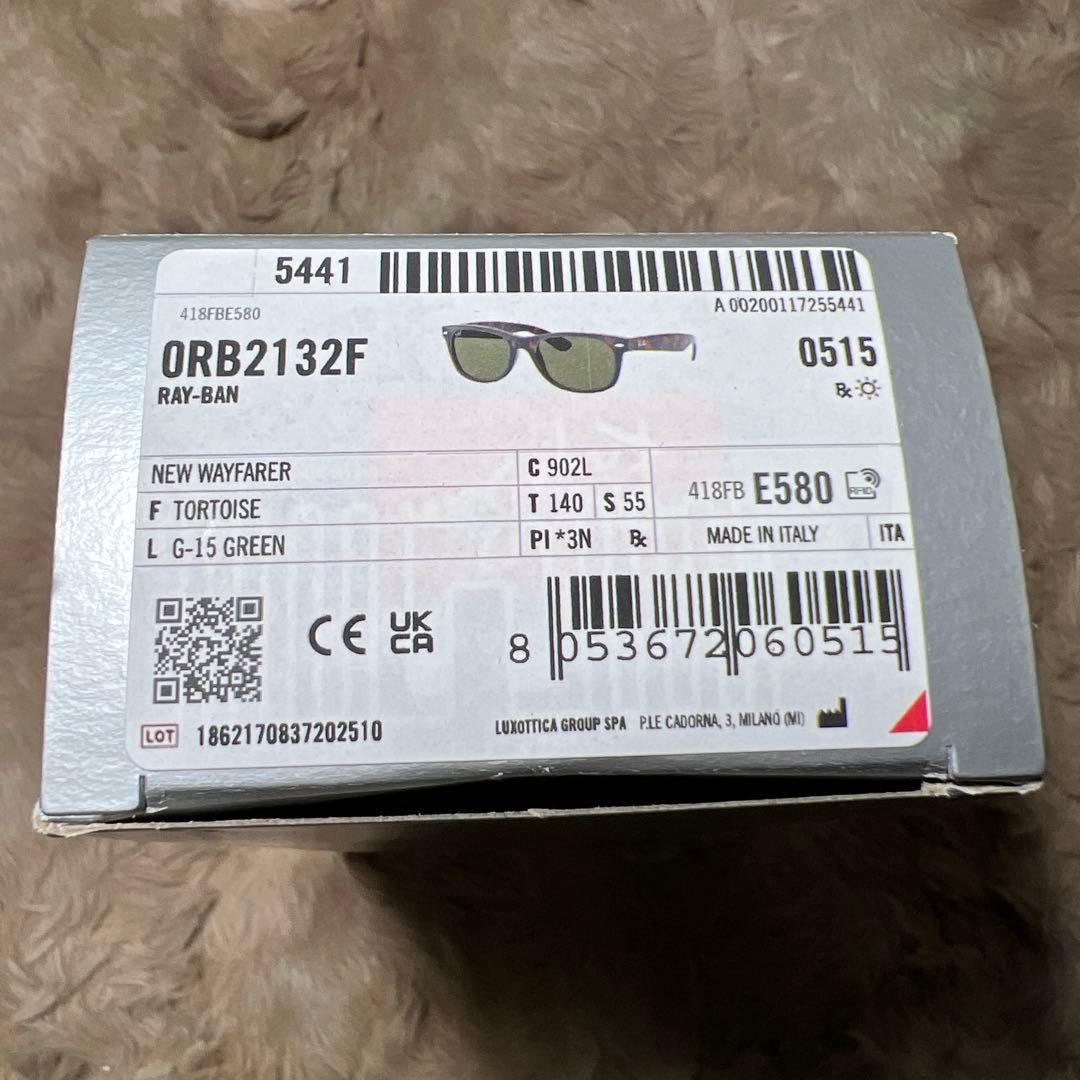 5441
A 00200117255441
418FBE580
0RB2132F
RAY-BAN
0515
Rx
NEW WAYFARER
C 902L
F TORTOISE
T 140 S 55
418FB E580 RFID
L G-15 GREEN
PI *3N Rx
MADE IN ITALY ITA
CE UK CA
8 053672 060515
LOT 1862170837202510
LUXOTTICA GROUP SPA P.LE CADORNA, 3, MILANO (MI)